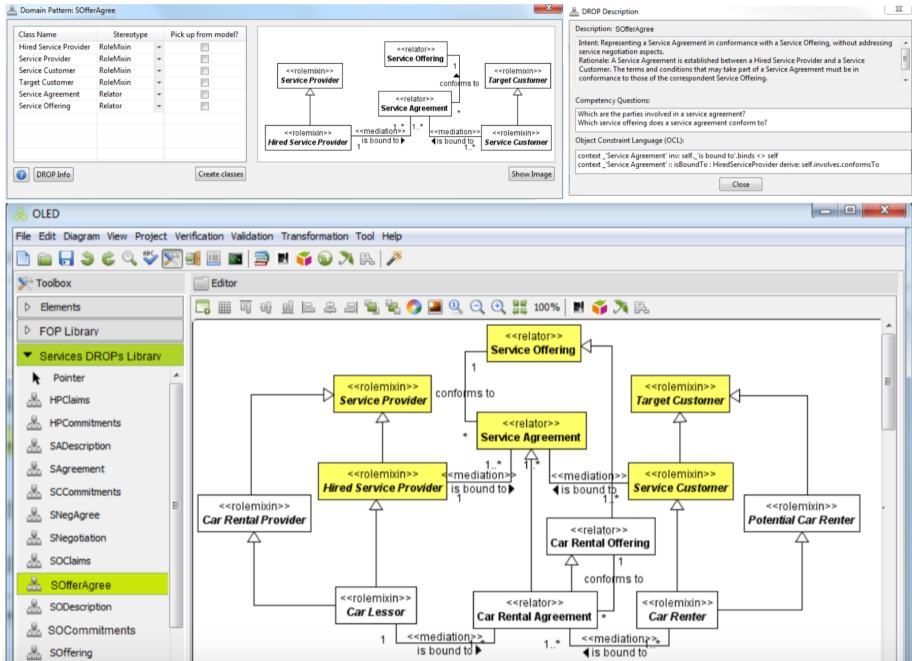 Domain Pattern: SOfferAgree
Class Name Stereotype Pick up from model?
Hired Service Provider RoleMixin
Service Provider RoleMixin
Service Customer RoleMixin
Target Customer RoleMixin
Service Agreement Relator
Service Offering Relator
<<relator>>
Service Offering
1
<<rolemixin>>
Service Provider
conforms to
<<rolemixin>>
Target Customer
<<relator>>
Service Agreement
*
1..* 1..*
<<rolemixin>>
Hired Service Provider
<<mediation>>
is bound to
1
<<mediation>>
is bound to
1..*
<<rolemixin>>
Service Customer
? DROP Info Create classes Show Image
DROP Description
Description: SOfferAgree
Intent: Representing a Service Agreement in conformance with a Service Offering, without addressing
service negotiation aspects.
Rationale: A Service Agreement is established between a Hired Service Provider and a Service
Customer. The terms and conditions that may take part of a Service Agreement must be in
conformance to those of the correspondent Service Offering.
Competency Questions:
Which are the parties involved in a service agreement?
Which service offering does a service agreement conform to?
Object Constraint Language (OCL):
context _'Service Agreement' inv: self._'is bound to'.binds <> self
context _'Service Agreement' :: isBoundTo : HiredServiceProvider derive: self.involves.conformsTo
Close
OLED
File Edit Diagram View Project Verification Validation Transformation Tool Help
ABC
Toolbox
Elements
FOP Library
Services DROPs Library
Pointer
HPClaims
HPCommitments
SADescription
SAgreement
SCCommitments
SNegAgree
SNegotiation
SOClaims
SOfferAgree
SODescription
SOCommitments
SOffering
Editor
100%
<<relator>>
Service Offering
1
<<rolemixin>>
Service Provider
conforms to
<<rolemixin>>
Target Customer
<<relator>>
Service Agreement
*
1..* 1..*
<<rolemixin>>
Hired Service Provider
<<mediation>>
is bound to
1
<<mediation>>
is bound to
1..*
<<rolemixin>>
Service Customer
<<rolemixin>>
Car Rental Provider
<<relator>>
Car Rental Offering
<<rolemixin>>
Potential Car Renter
1
conforms to
<<rolemixin>>
Car Lessor
<<relator>>
Car Rental Agreement
*
<<rolemixin>>
Car Renter
1
<<mediation>>
is bound to
1..*
<<mediation>>
is bound to